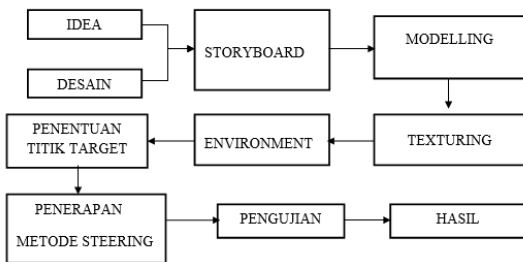 IDEA
DESAIN
STORYBOARD
MODELLING
TEXTURING
ENVIRONMENT
PENENTUAN
TITIK TARGET
PENERAPAN
METODE STEERING
PENGUJIAN
HASIL